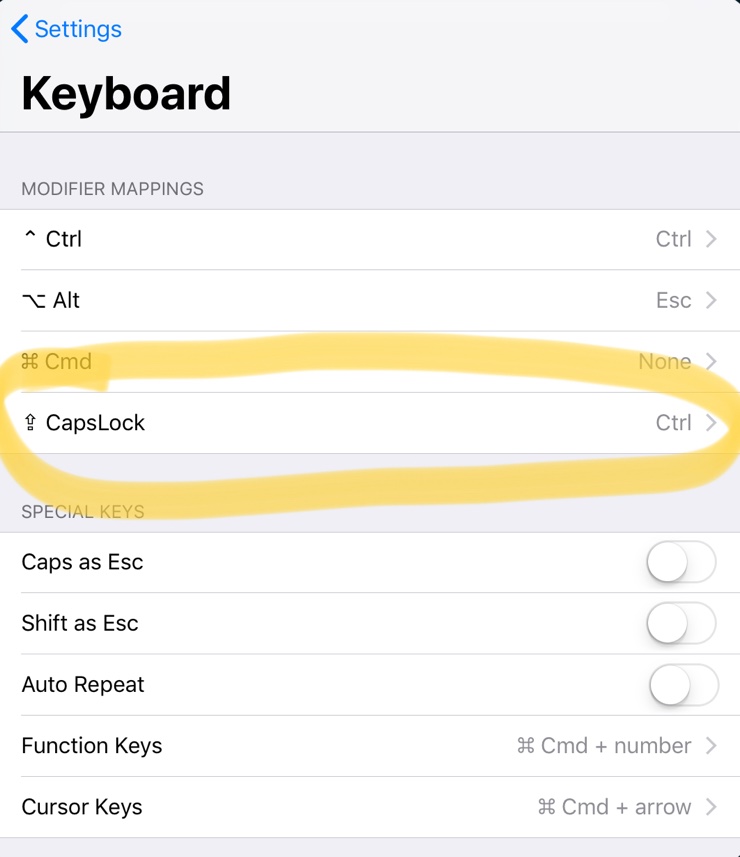 Settings
Keyboard
MODIFIER MAPPINGS
⌃ Ctrl Ctrl
⌥ Alt Esc
⌘ Cmd None
⇪ CapsLock Ctrl
SPECIAL KEYS
Caps as Esc
Shift as Esc
Auto Repeat
Function Keys ⌘ Cmd + number
Cursor Keys ⌘ Cmd + arrow